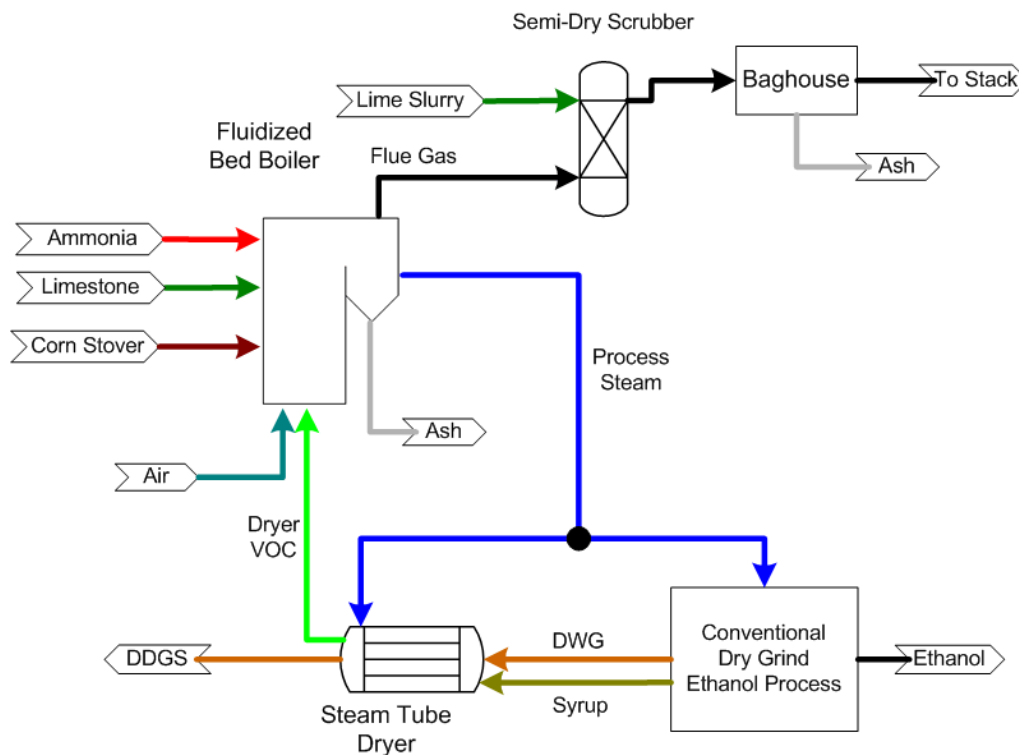 Semi-Dry Scrubber
Baghouse
To Stack
Lime Slurry
Fluidized
Bed Boiler
Flue Gas
Ash
Ammonia
Limestone
Corn Stover
Process
Steam
Ash
Air
Dryer
VOC
DDGS
DWG
Syrup
Conventional
Dry Grind
Ethanol Process
Ethanol
Steam Tube
Dryer